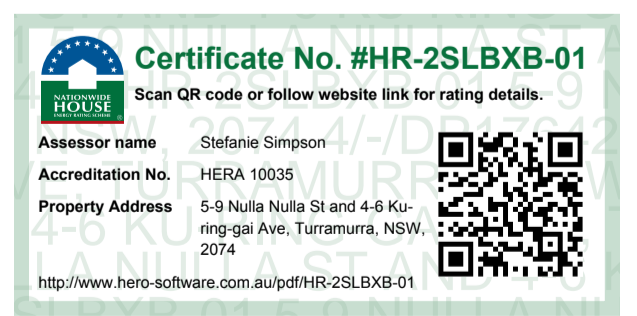 Certificate No. #HR-2SLBXB-01
Scan QR code or follow website link for rating details.
NATIONWIDE
HOUSE
ENERGY RATING SCHEME
®
Assessor name Stefanie Simpson
Accreditation No. HERA 10035
Property Address 5-9 Nulla Nulla St and 4-6 Ku-
ring-gai Ave, Turramurra, NSW,
2074
http://www.hero-software.com.au/pdf/HR-2SLBXB-01